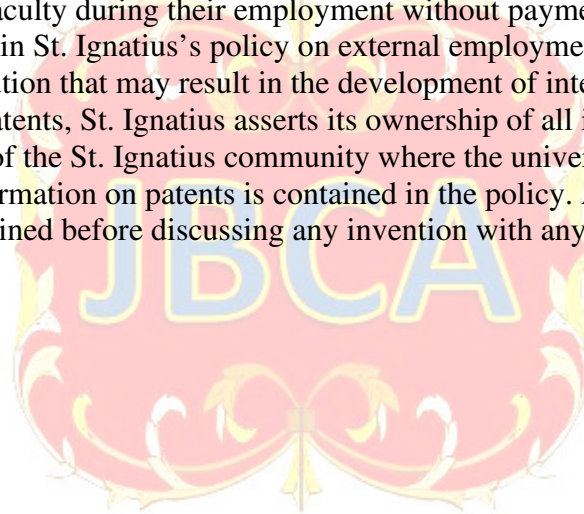 aculty during their employment without payme
in St. Ignatius's policy on external employme
ution that may result in the development of inte
atents, St. Ignatius asserts its ownership of all i
of the St. Ignatius community where the univer
ormation on patents is contained in the policy.
ined before discussing any invention with any
JBCA